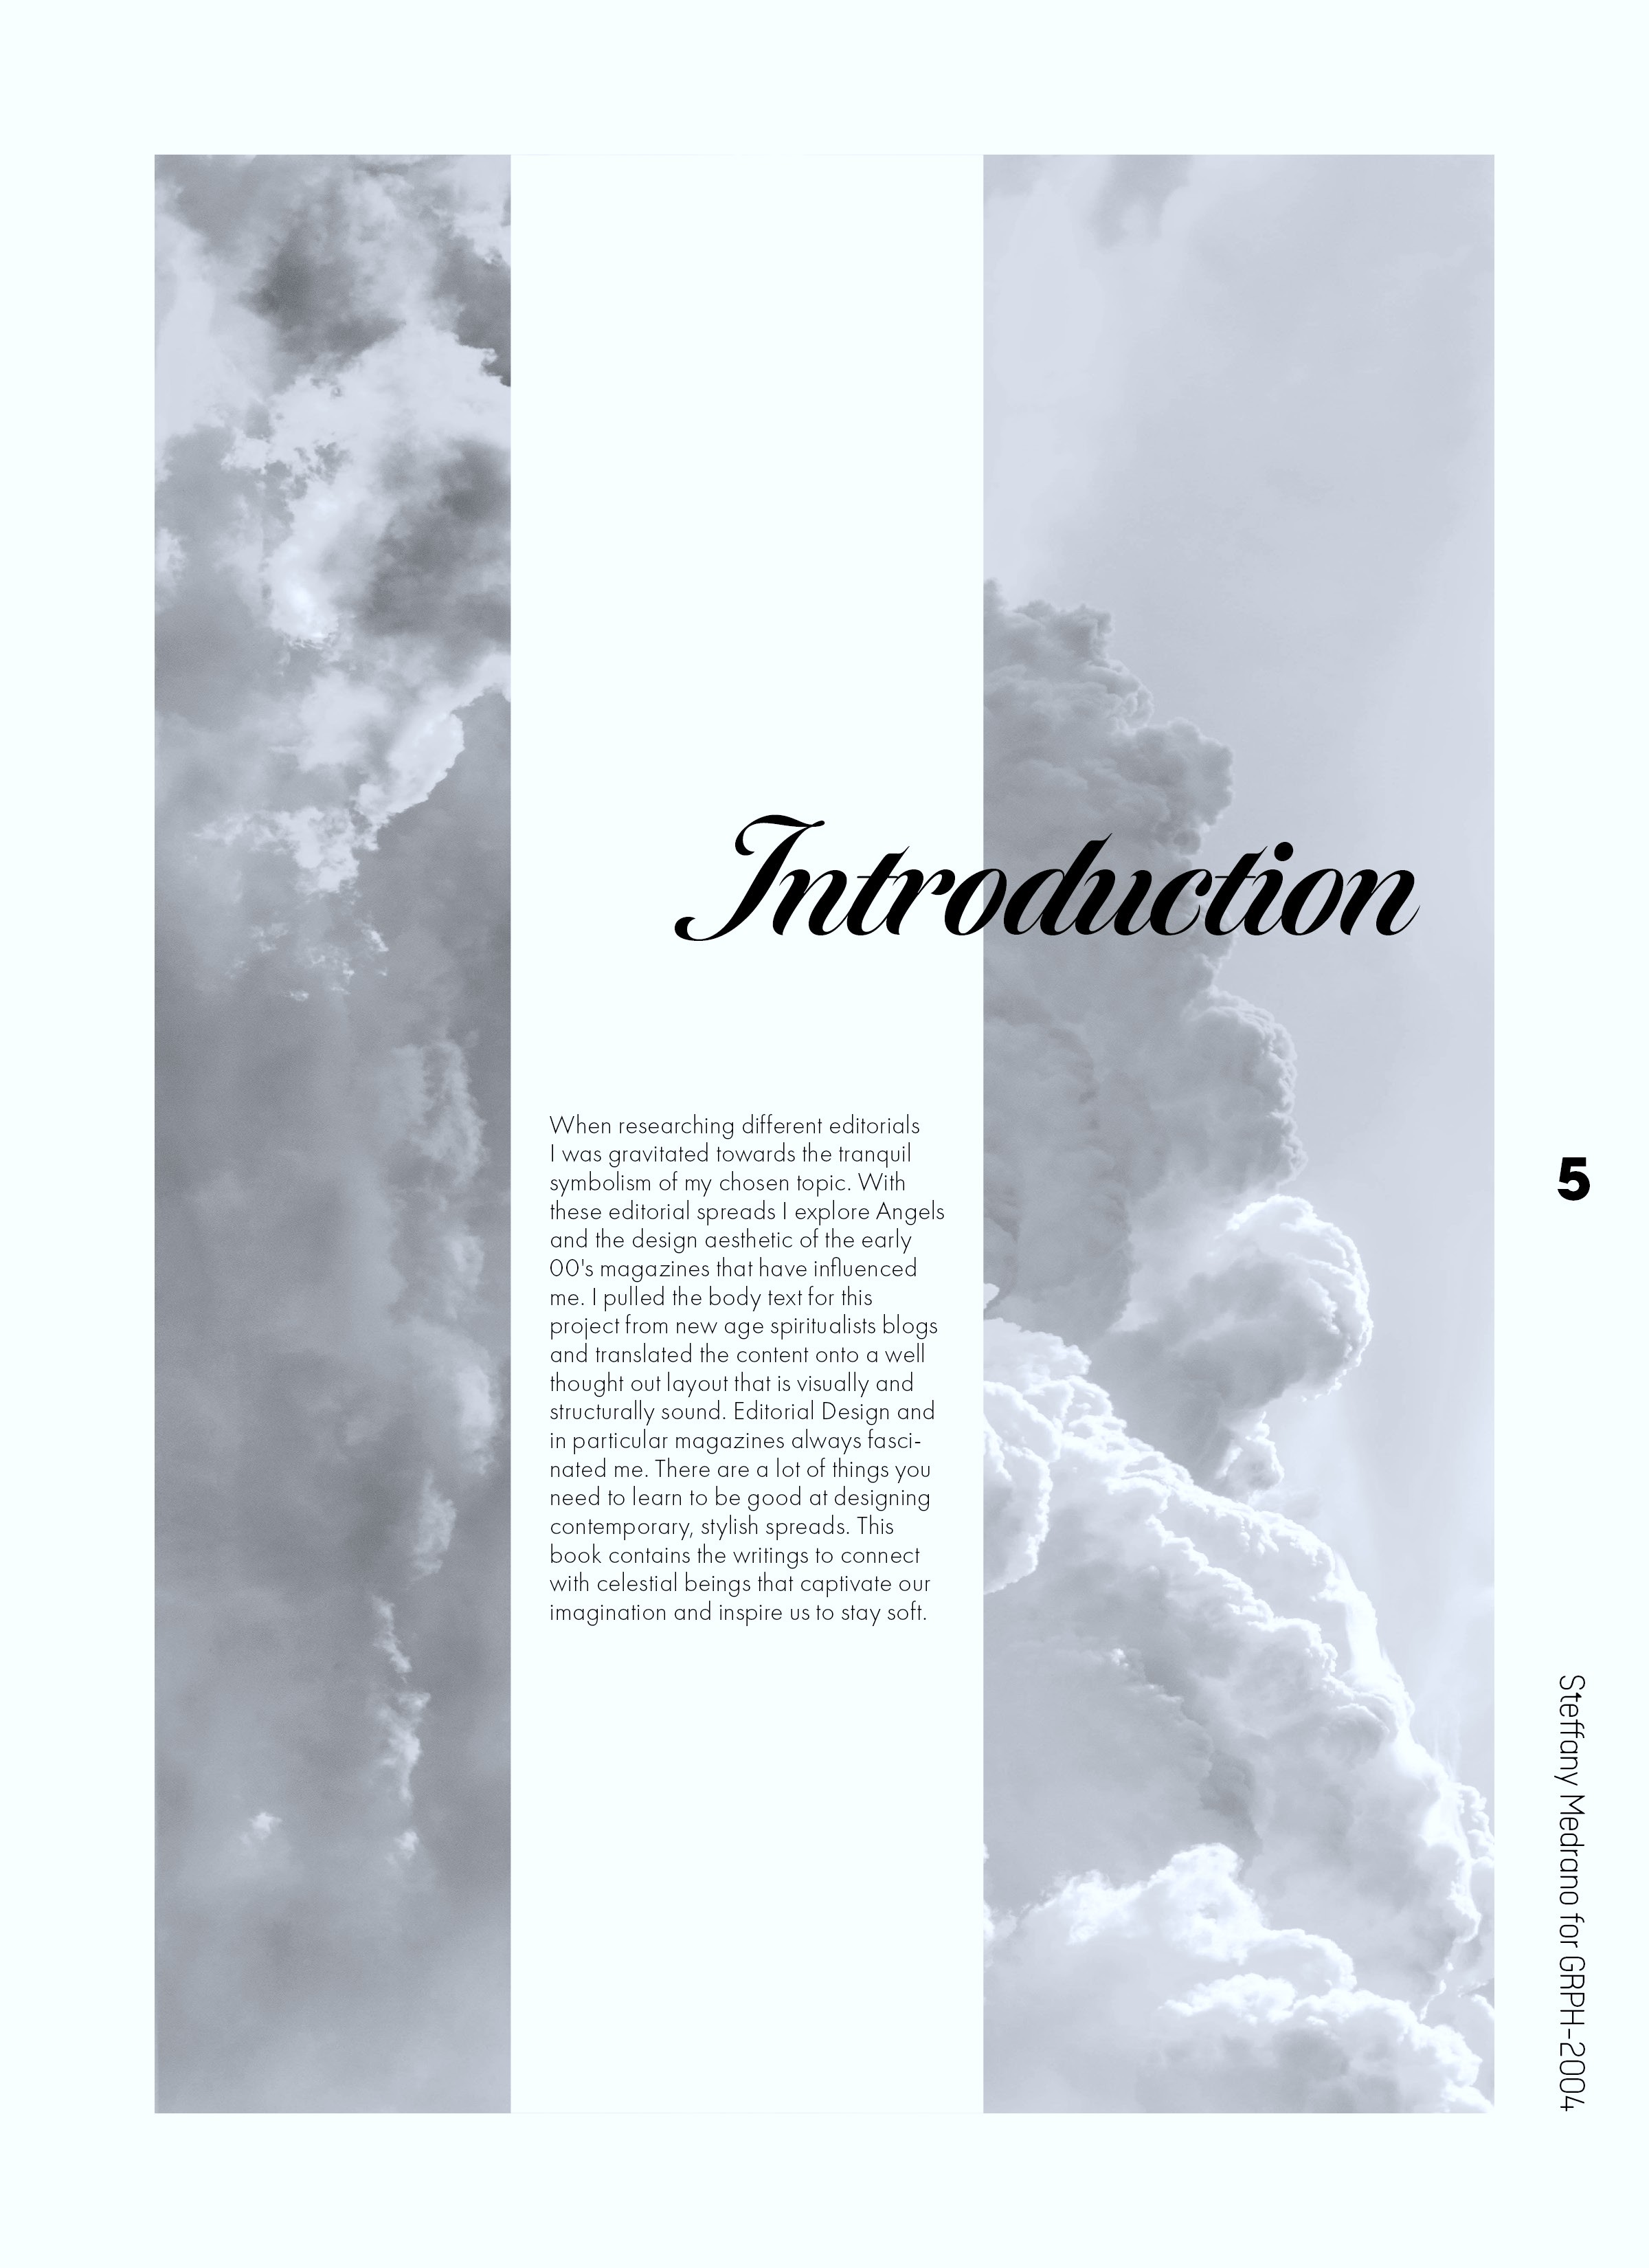 Introduction
When researching different editorials
I was gravitated towards the tranquil
symbolism of my chosen topic. With
these editorial spreads I explore Angels
and the design aesthetic of the early
00's magazines that have influenced
me. I pulled the body text for this
project from new age spiritualists blogs
and translated the content onto a well
thought out layout that is visually and
structurally sound. Editorial Design and
in particular magazines always fasci-
nated me. There are a lot of things you
need to learn to be good at designing
contemporary, stylish spreads. This
book contains the writings to connect
with celestial beings that captivate our
imagination and inspire us to stay soft.
5
Steffany Medrano for GRPH-2004